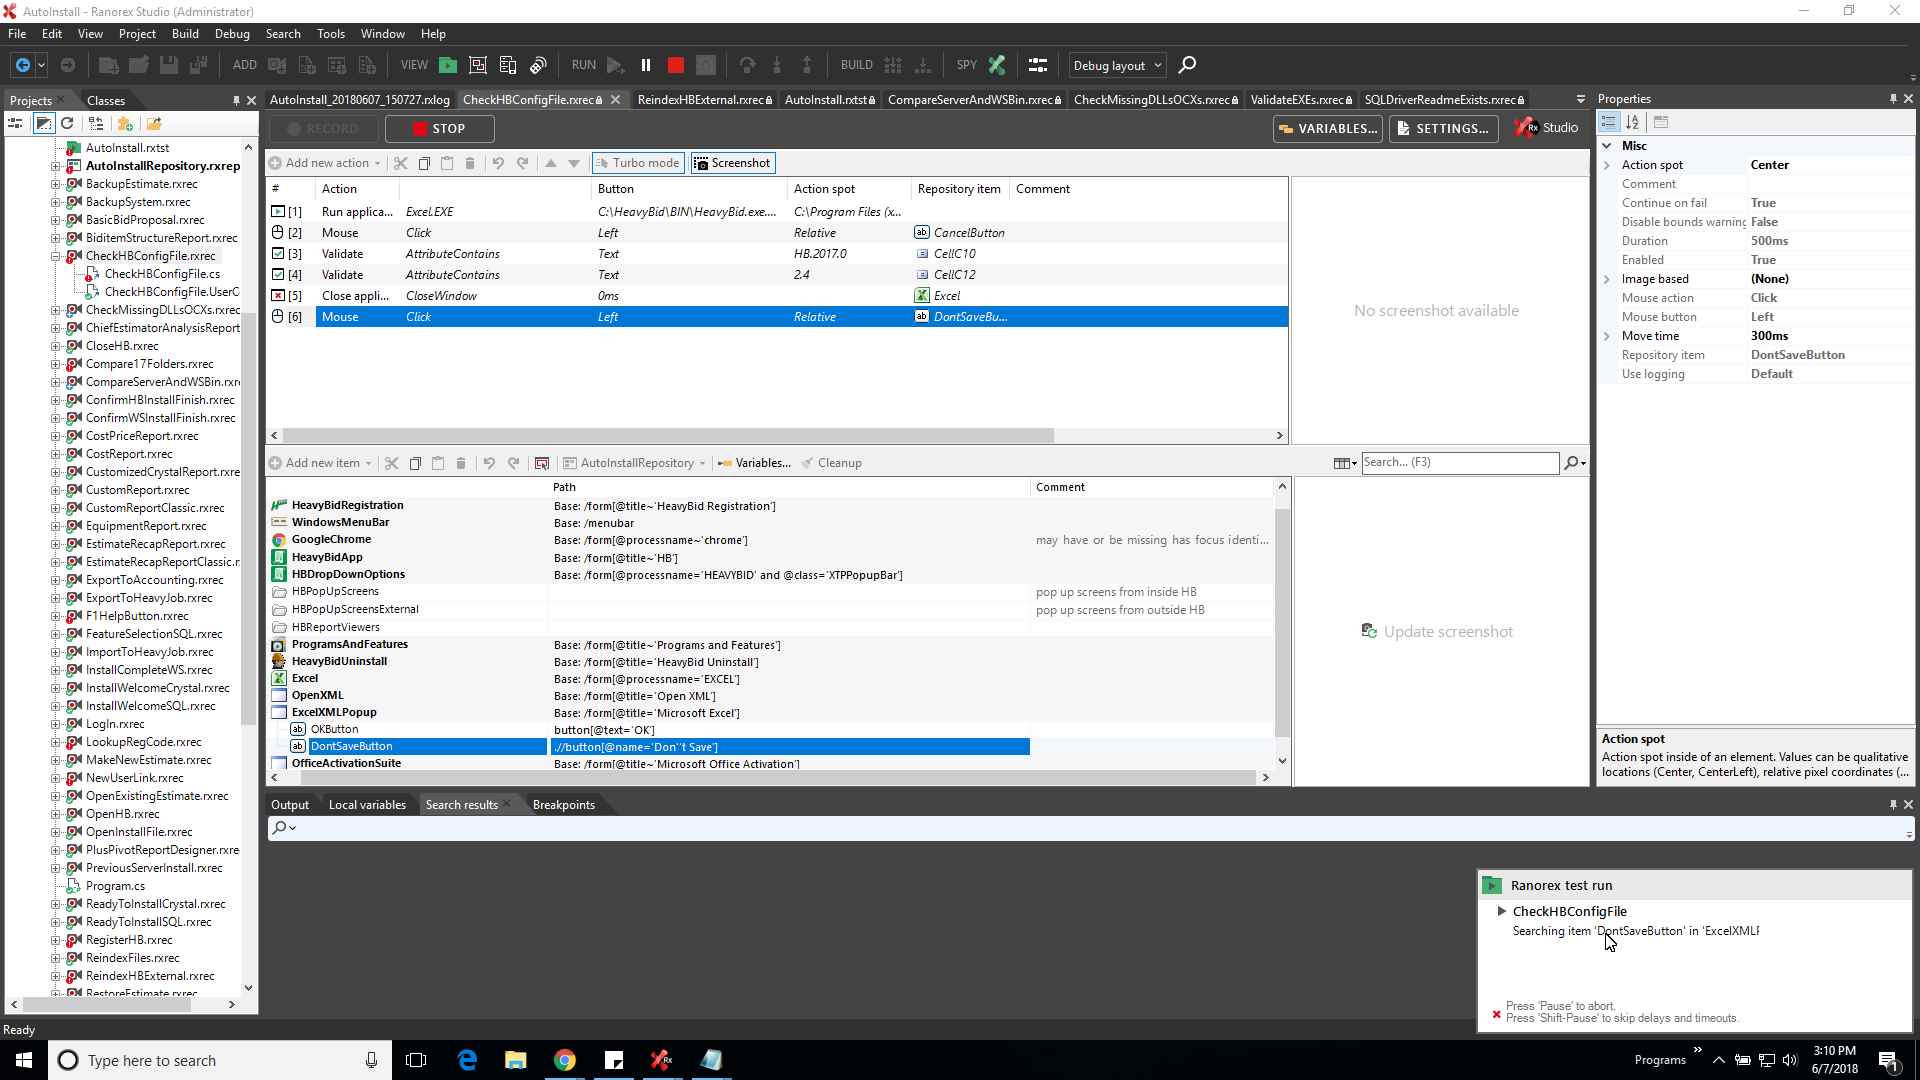 AutoInstall - Ranorex Studio (Administrator)
File Edit View Project Build Debug Search Tools Window Help
ADD VIEW RUN BUILD SPY Debug layout
Projects Classes
AutoInstall_20180607_150727.rxlog CheckHBConfigFile.rxrec ReindexHBExternal.rxrec AutoInstall.rxtst CompareServerAndWSBin.rxrec CheckMissingDLLsOCXs.rxrec ValidateEXEs.rxrec SQLDriverReadmeExists.rxrec
Properties
RECORD STOP VARIABLES... SETTINGS... Rx Studio
Add new action Turbo mode Screenshot
# Action Button Action spot Repository item Comment
[1] Run applica... Excel.EXE C:\HeavyBid\BIN\HeavyBid.exe.... C:\Program Files (x...
[2] Mouse Click Left Relative CancelButton
[3] Validate AttributeContains Text HB.2017.0 CellC10
[4] Validate AttributeContains Text 2.4 CellC12
[5] Close appli... CloseWindow 0ms Excel
[6] Mouse Click Left Relative DontSaveBu...
No screenshot available
AutoInstall.rxtst
AutoInstallRepository.rxrep
BackupEstimate.rxrec
BackupSystem.rxrec
BasicBidProposal.rxrec
BiditemStructureReport.rxrec
CheckHBConfigFile.rxrec
CheckHBConfigFile.cs
CheckHBConfigFile.UserC
CheckMissingDLLsOCXs.rxrec
ChiefEstimatorAnalysisReport
CloseHB.rxrec
Compare17Folders.rxrec
CompareServerAndWSBin.rxr
ConfirmHBInstallFinish.rxrec
ConfirmWSInstallFinish.rxrec
CostPriceReport.rxrec
CostReport.rxrec
CustomizedCrystalReport.rxre
CustomReport.rxrec
CustomReportClassic.rxrec
EquipmentReport.rxrec
EstimateRecapReport.rxrec
EstimateRecapReportClassic.r
ExportToAccounting.rxrec
ExportToHeavyJob.rxrec
F1HelpButton.rxrec
FeatureSelectionSQL.rxrec
ImportToHeavyJob.rxrec
InstallCompleteWS.rxrec
InstallWelcomeCrystal.rxrec
InstallWelcomeSQL.rxrec
LogIn.rxrec
LookupRegCode.rxrec
MakeNewEstimate.rxrec
NewUserLink.rxrec
OpenExistingEstimate.rxrec
OpenHB.rxrec
OpenInstallFile.rxrec
PlusPivotReportDesigner.rxre
PreviousServerInstall.rxrec
Program.cs
ReadyToInstallCrystal.rxrec
ReadyToInstallSQL.rxrec
RegisterHB.rxrec
ReindexFiles.rxrec
ReindexHBExternal.rxrec
RestoreEstimate.rxrec
Add new item AutoInstallRepository Variables... Cleanup Search... (F3)
Path Comment
HeavyBidRegistration Base: /form[@title~'HeavyBid Registration']
WindowsMenuBar Base: /menubar
GoogleChrome Base: /form[@processname~'chrome'] may have or be missing has focus identi...
HeavyBidApp Base: /form[@title~'HB']
HBDropDownOptions Base: /form[@processname='HEAVYBID' and @class='XTPPopupBar']
HBPopUpScreens pop up screens from inside HB
HBPopUpScreensExternal pop up screens from outside HB
HBReportViewers
ProgramsAndFeatures Base: /form[@title~'Programs and Features']
HeavyBidUninstall Base: /form[@title~'HeavyBid Uninstall']
Excel Base: /form[@processname='EXCEL']
OpenXML Base: /form[@title='Open XML']
ExcelXMLPopup Base: /form[@title='Microsoft Excel']
OKButton button[@text='OK']
DontSaveButton .//button[@name='Don''t Save']
OfficeActivationSuite Base: /form[@title~'Microsoft Office Activation']
Update screenshot
Misc
Action spot Center
Comment
Continue on fail True
Disable bounds warning False
Duration 500ms
Enabled True
Image based (None)
Mouse action Click
Mouse button Left
Move time 300ms
Repository item DontSaveButton
Use logging Default
Action spot
Action spot inside of an element. Values can be qualitative
locations (Center, CenterLeft), relative pixel coordinates (...
Output Local variables Search results Breakpoints
Ranorex test run
CheckHBConfigFile
Searching item 'DontSaveButton' in 'ExcelXMLP
Press 'Pause' to abort.
Press 'Shift-Pause' to skip delays and timeouts.
Ready
Type here to search
Programs
3:10 PM
6/7/2018
1